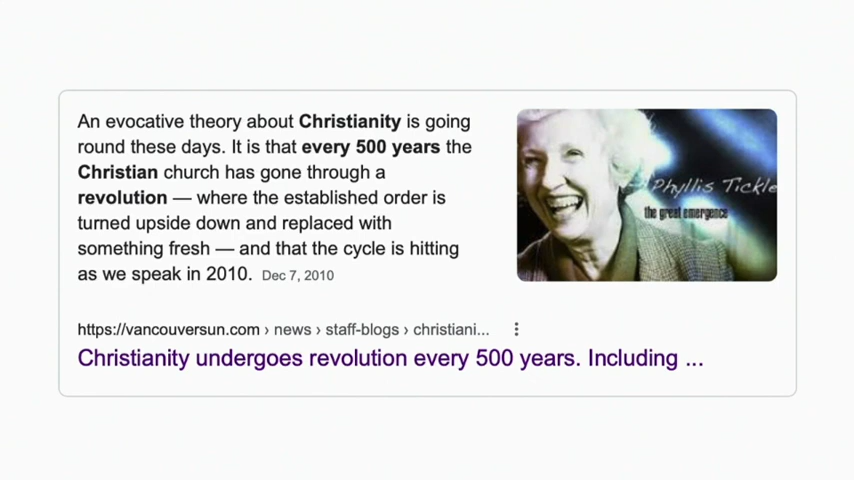 An evocative theory about Christianity is going
round these days. It is that every 500 years the
Christian church has gone through a
revolution — where the established order is
turned upside down and replaced with
something fresh — and that the cycle is hitting
as we speak in 2010. Dec 7, 2010
Phyllis Tickle
the great emergence
https://vancouversun.com › news › staff-blogs › christiani...
Christianity undergoes revolution every 500 years. Including ...